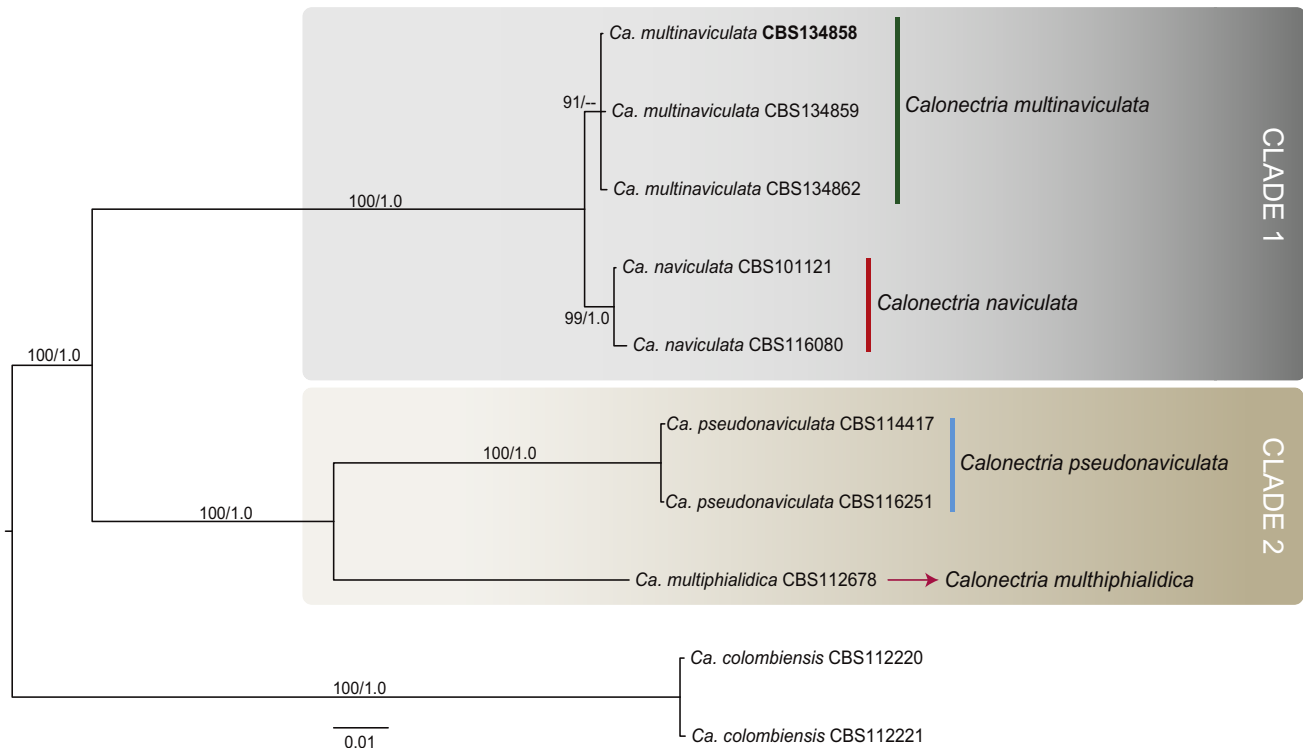 Ca. multinaviculata CBS134858
91/--
Ca. multinaviculata CBS134859
Calonectria multinaviculata
Ca. multinaviculata CBS134862
100/1.0
CLADE 1
Ca. naviculata CBS101121
Calonectria naviculata
99/1.0
Ca. naviculata CBS116080
100/1.0
Ca. pseudonaviculata CBS114417
100/1.0
Calonectria pseudonaviculata
Ca. pseudonaviculata CBS116251
CLADE 2
100/1.0
Ca. multiphialidica CBS112678
Calonectria multhiphialidica
Ca. colombiensis CBS112220
100/1.0
0.01
Ca. colombiensis CBS112221